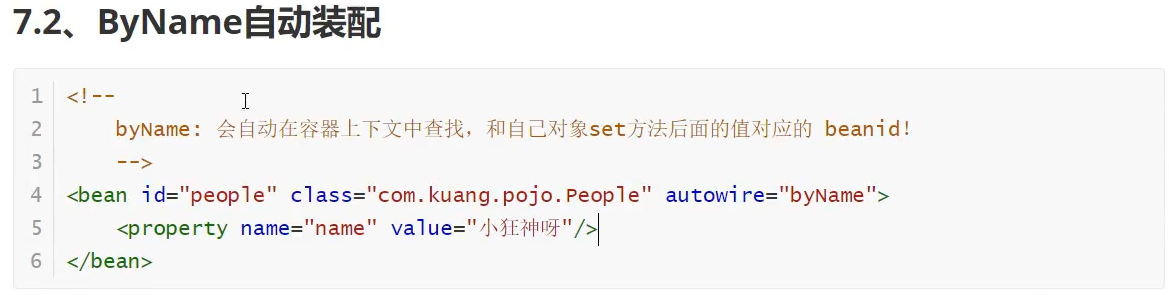 7.2、ByName自动装配
1 <!--
2 byName: 会自动在容器上下文中查找，和自己对象set方法后面的值对应的 beanid！
3 -->
4 <bean id="people" class="com.kuang.pojo.People" autowire="byName">
5 <property name="name" value="小狂神呀"/>
6 </bean>